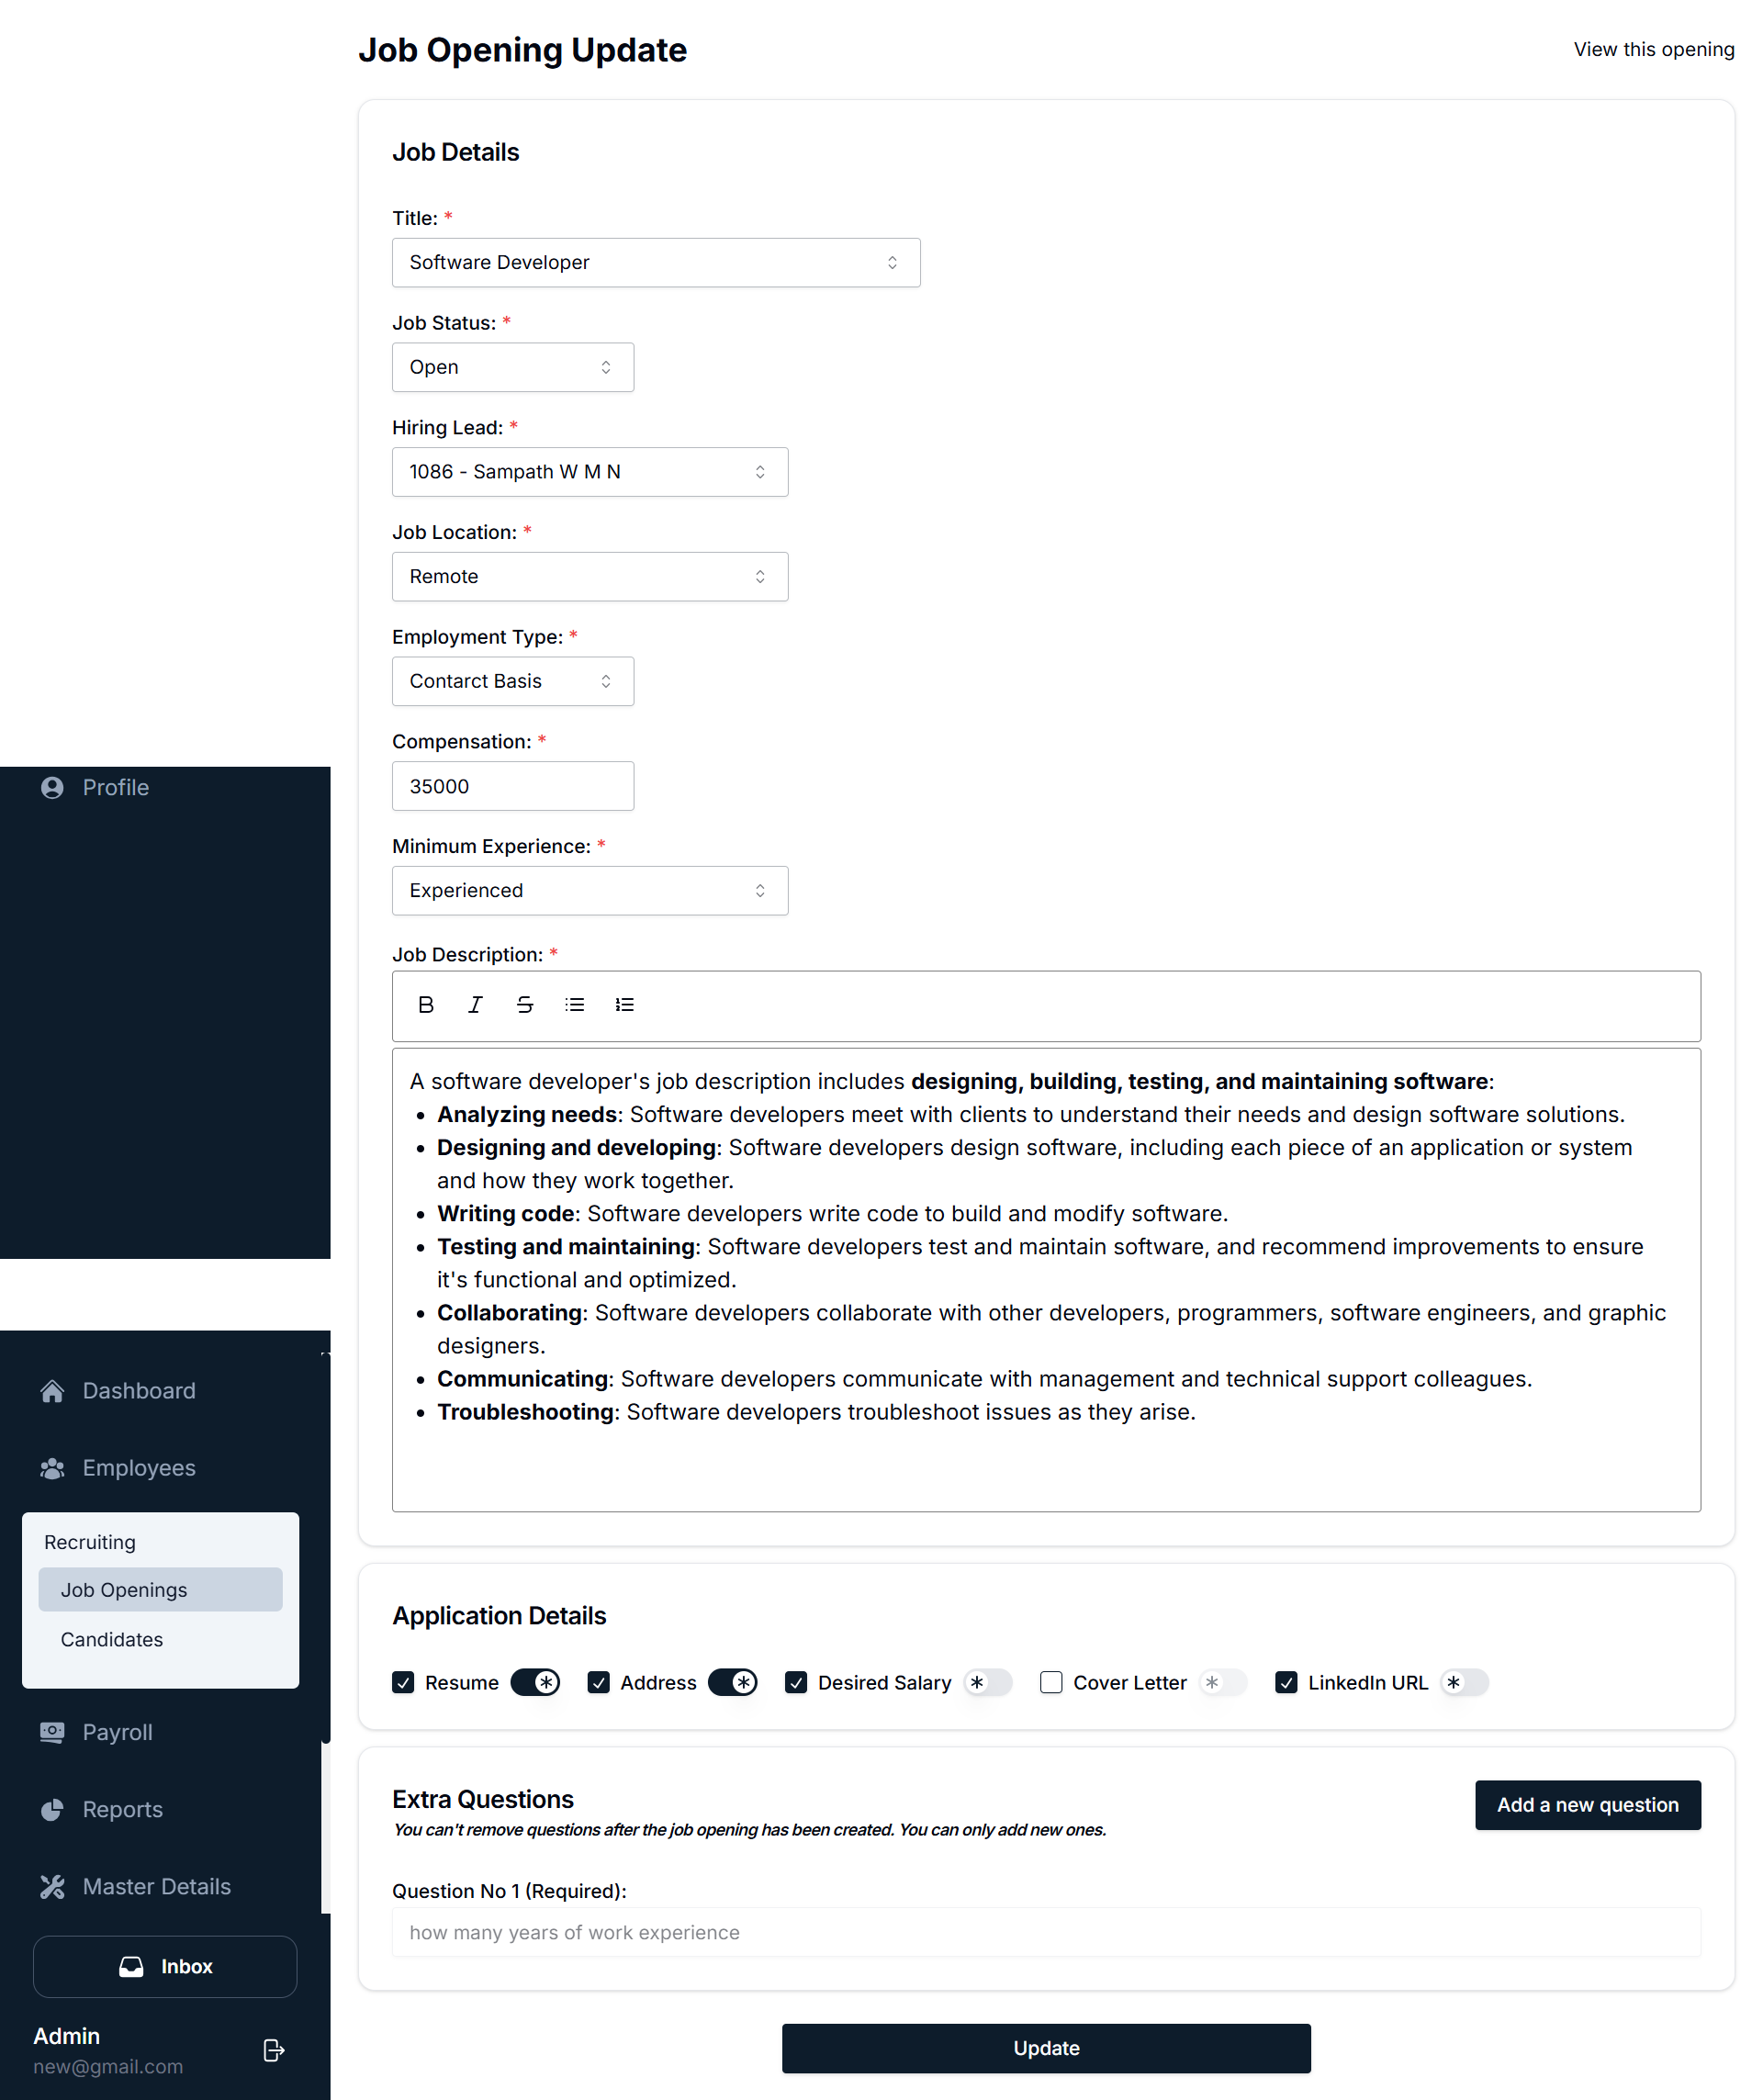 Job Opening Update
View this opening
Job Details
Title: *
Software Developer
Job Status: *
Open
Hiring Lead: *
1086 - Sampath W M N
Job Location: *
Remote
Employment Type: *
Contarct Basis
Compensation: *
35000
Minimum Experience: *
Experienced
Job Description: *
A software developer's job description includes designing, building, testing, and maintaining software:
• Analyzing needs: Software developers meet with clients to understand their needs and design software solutions.
• Designing and developing: Software developers design software, including each piece of an application or system
and how they work together.
• Writing code: Software developers write code to build and modify software.
• Testing and maintaining: Software developers test and maintain software, and recommend improvements to ensure
it's functional and optimized.
• Collaborating: Software developers collaborate with other developers, programmers, software engineers, and graphic
designers.
• Communicating: Software developers communicate with management and technical support colleagues.
• Troubleshooting: Software developers troubleshoot issues as they arise.
Application Details
Resume Address Desired Salary Cover Letter LinkedIn URL
Extra Questions
You can't remove questions after the job opening has been created. You can only add new ones.
Add a new question
Question No 1 (Required):
how many years of work experience
Update
Profile
Dashboard
Employees
Recruiting
Job Openings
Candidates
Payroll
Reports
Master Details
Inbox
Admin
new@gmail.com